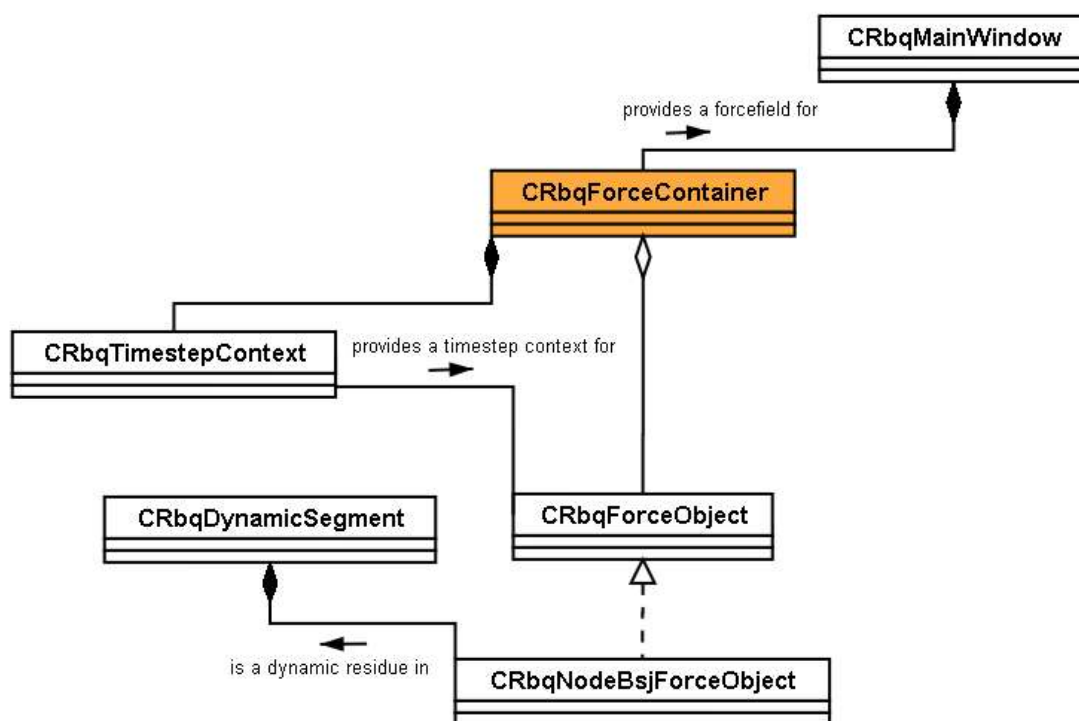 CRbqMainWindow
provides a forcefield for
CRbqForceContainer
CRbqTimestepContext
provides a timestep context for
CRbqDynamicSegment
CRbqForceObject
is a dynamic residue in
CRbqNodeBsjForceObject